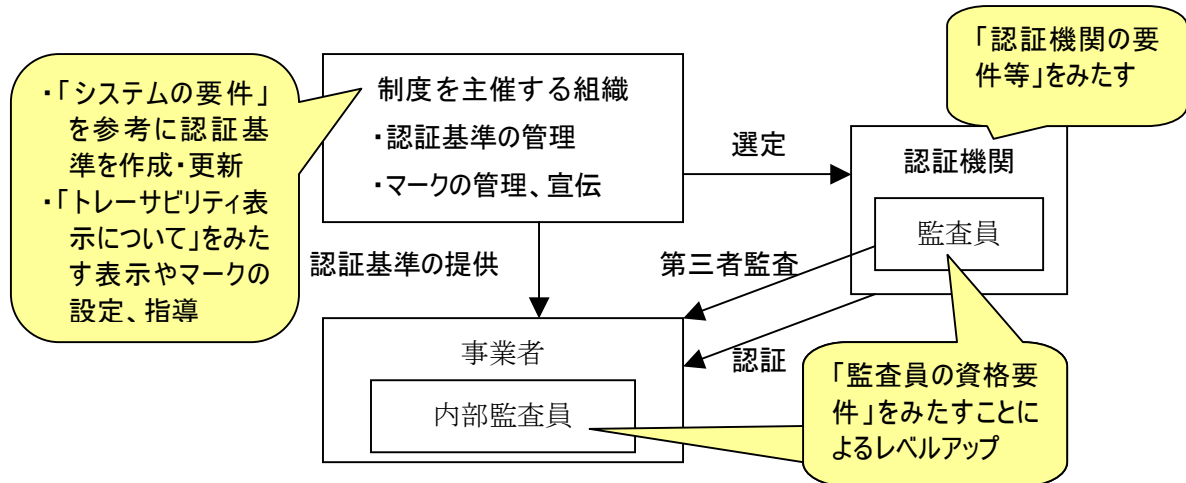 ・「システムの要件」
を参考に認証基
準を作成・更新
・「トレーサビリティ表
示について」をみた
す表示やマークの
設定、指導
制度を主催する組織
・認証基準の管理
・マークの管理、宣伝
選定
「認証機関の要
件等」をみたす
認証機関
監査員
認証基準の提供
第三者監査
認証
事業者
内部監査員
「監査員の資格要
件」をみたすことに
よるレベルアップ